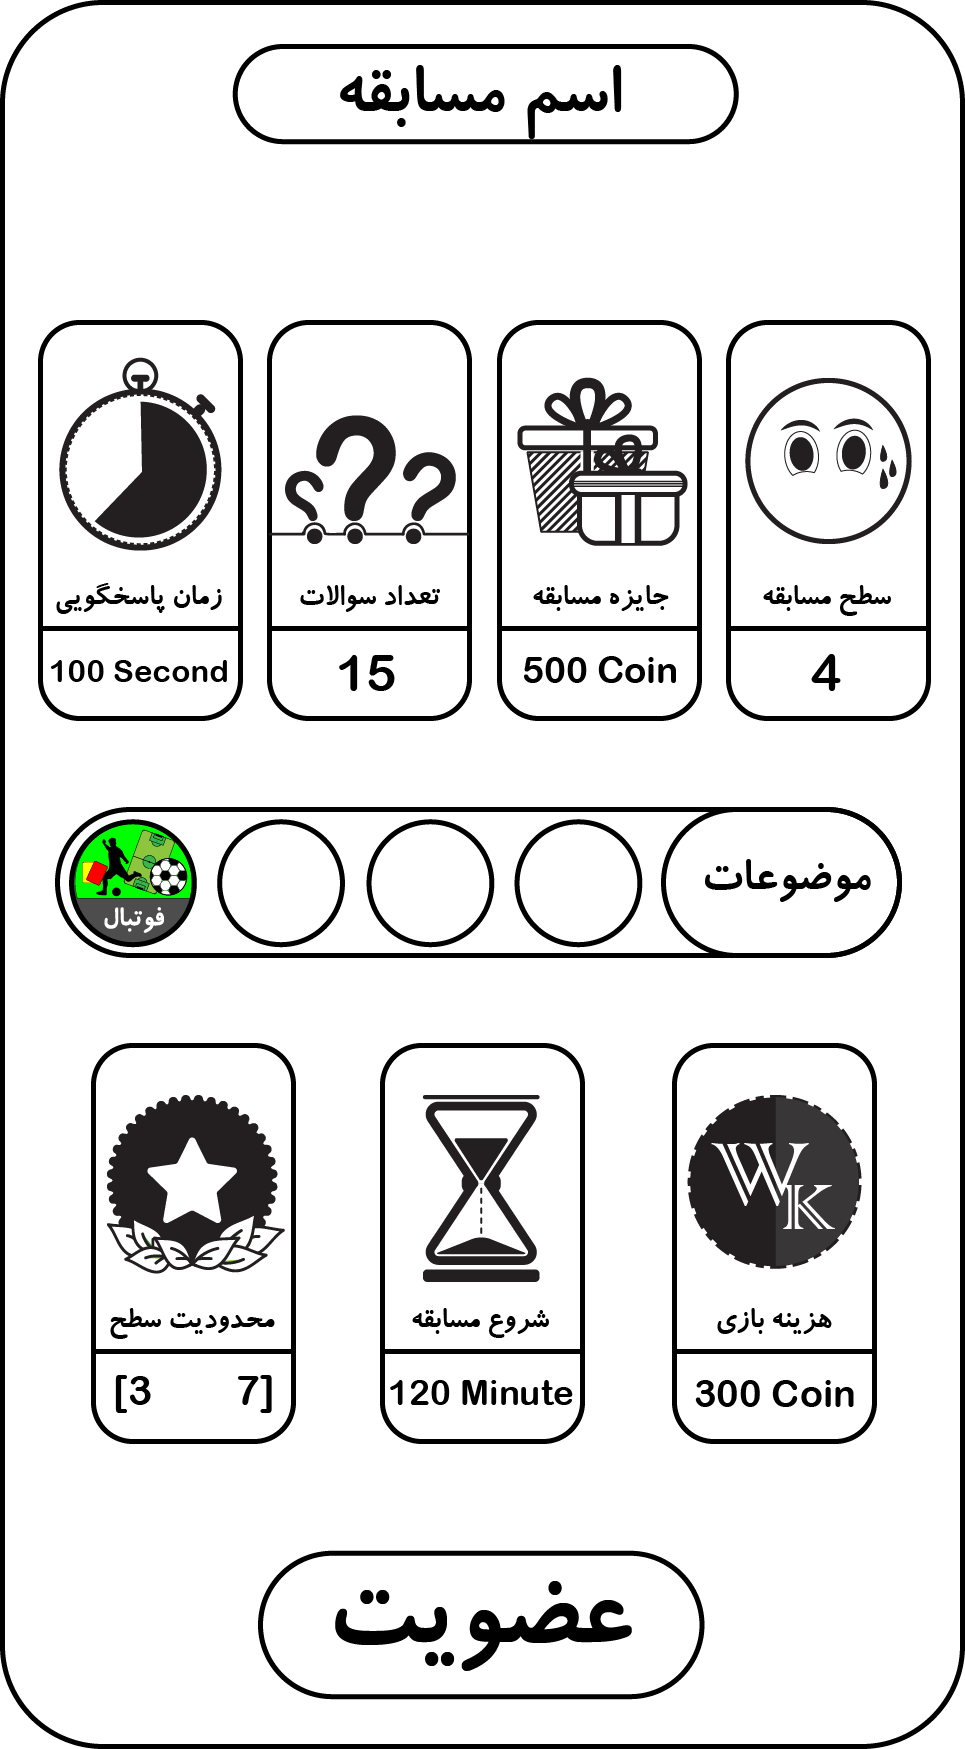 اسم مسابقه
سطح مسابقه
4
جایزه مسابقه
500 Coin
تعداد سوالات
15
زمان پاسخگویی
100 Second
موضوعات
فوتبال
WK
هزینه بازی
300 Coin
شروع مسابقه
120 Minute
محدودیت سطح
[3 7]
عضویت